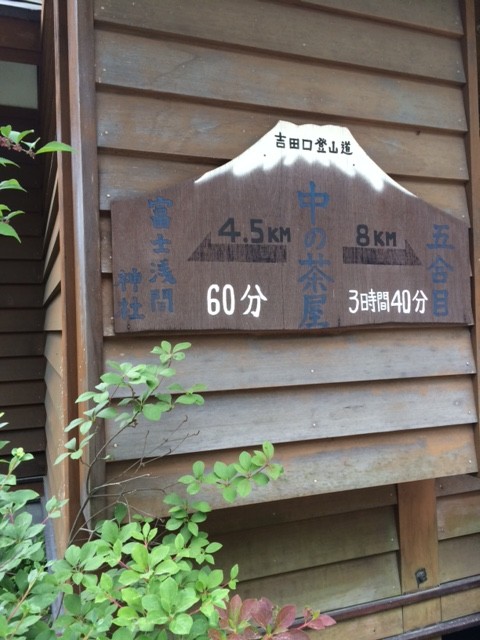 吉田口登山道
富士浅間
神社
4.5KM
60分
中の茶屋
8KM
3時間40分
五合目